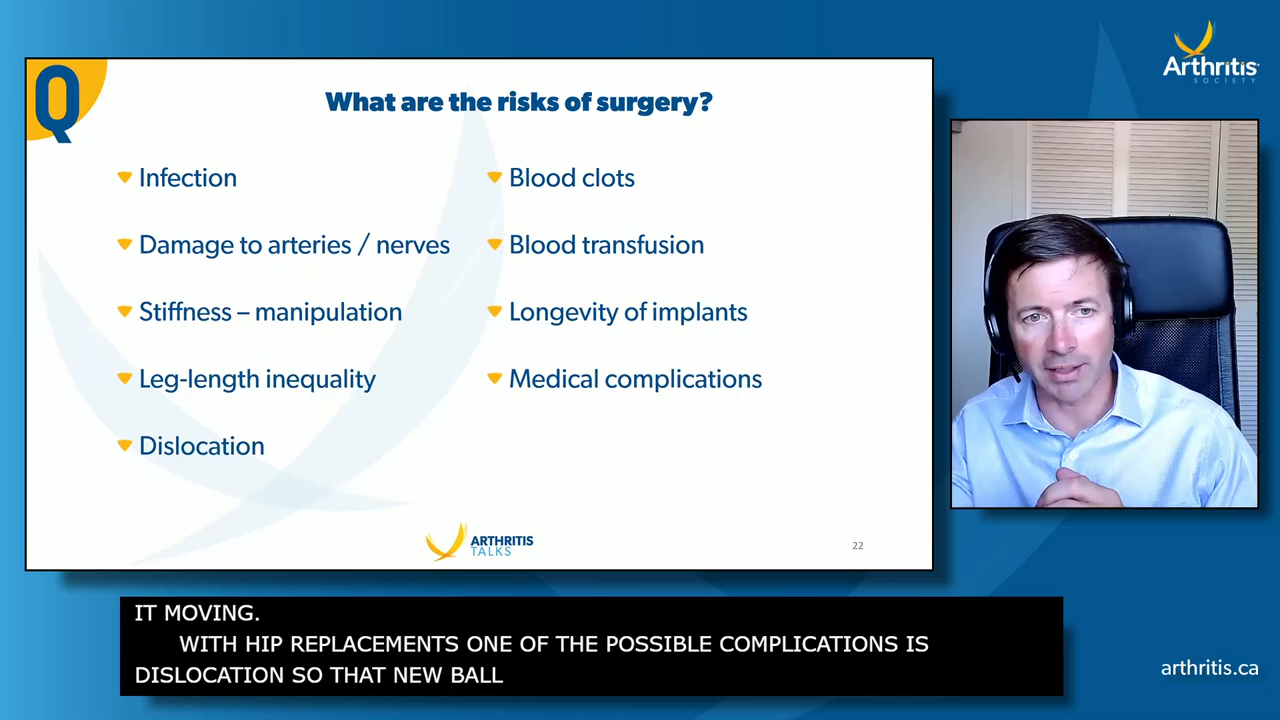 Q
What are the risks of surgery?
Infection
Damage to arteries / nerves
Stiffness – manipulation
Leg-length inequality
Dislocation
Blood clots
Blood transfusion
Longevity of implants
Medical complications
ARTHRITIS
TALKS
22
Arthritis
SOCIETY
IT MOVING.
WITH HIP REPLACEMENTS ONE OF THE POSSIBLE COMPLICATIONS IS
DISLOCATION SO THAT NEW BALL
arthritis.ca